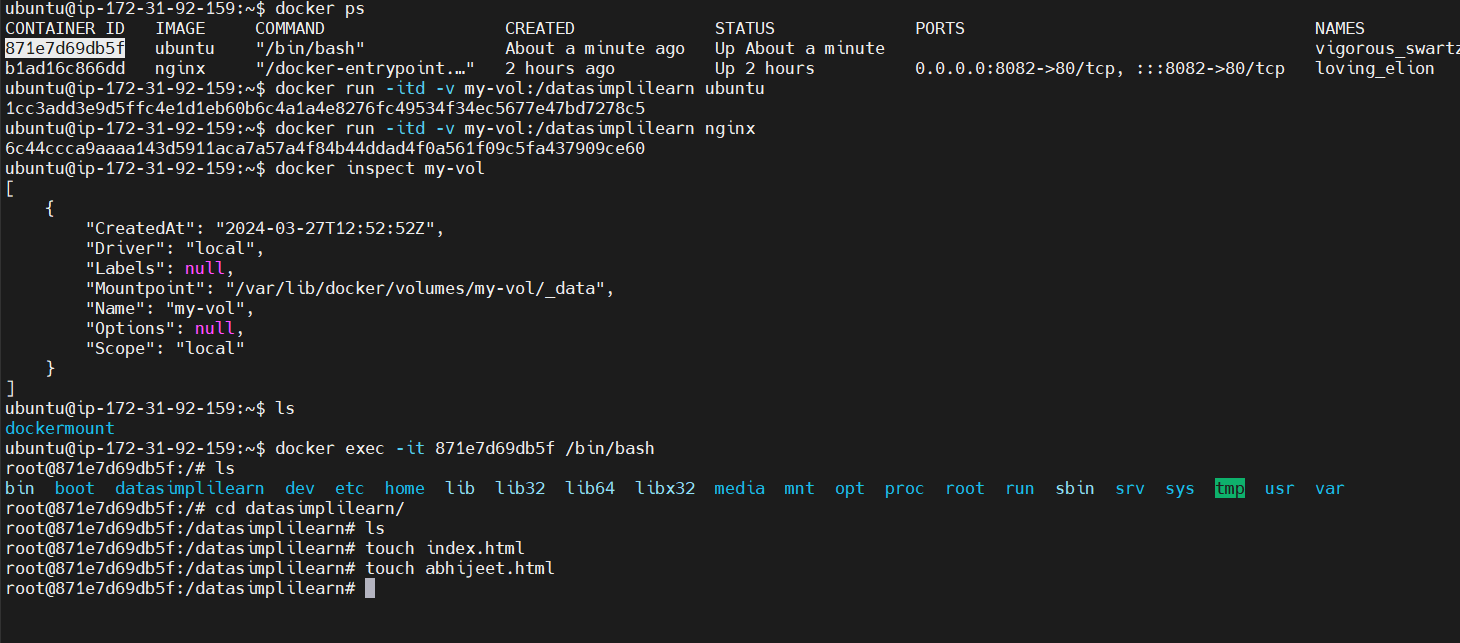 ubuntu@ip-172-31-92-159:~$ docker ps
CONTAINER ID   IMAGE     COMMAND                  CREATED              STATUS              PORTS                                   NAMES
871e7d69db5f   ubuntu    "/bin/bash"              About a minute ago   Up About a minute                                           vigorous_swartz
b1ad16c866dd   nginx     "/docker-entrypoint.…"   2 hours ago          Up 2 hours          0.0.0.0:8082->80/tcp, :::8082->80/tcp   loving_elion
ubuntu@ip-172-31-92-159:~$ docker run -itd -v my-vol:/datasimplilearn ubuntu
1cc3add3e9d5ffc4e1d1eb60b6c4a1a4e8276fc49534f34ec5677e47bd7278c5
ubuntu@ip-172-31-92-159:~$ docker run -itd -v my-vol:/datasimplilearn nginx
6c44ccca9aaaa143d5911aca7a57a4f84b44ddad4f0a561f09c5fa437909ce60
ubuntu@ip-172-31-92-159:~$ docker inspect my-vol
[
    {
        "CreatedAt": "2024-03-27T12:52:52Z",
        "Driver": "local",
        "Labels": null,
        "Mountpoint": "/var/lib/docker/volumes/my-vol/_data",
        "Name": "my-vol",
        "Options": null,
        "Scope": "local"
    }
]
ubuntu@ip-172-31-92-159:~$ ls
dockermount
ubuntu@ip-172-31-92-159:~$ docker exec -it 871e7d69db5f /bin/bash
root@871e7d69db5f:/# ls
bin  boot  datasimplilearn  dev  etc  home  lib  lib32  lib64  libx32  media  mnt  opt  proc  root  run  sbin  srv  sys  tmp  usr  var
root@871e7d69db5f:/# cd datasimplilearn/
root@871e7d69db5f:/datasimplilearn# ls
root@871e7d69db5f:/datasimplilearn# touch index.html
root@871e7d69db5f:/datasimplilearn# touch abhijeet.html
root@871e7d69db5f:/datasimplilearn#